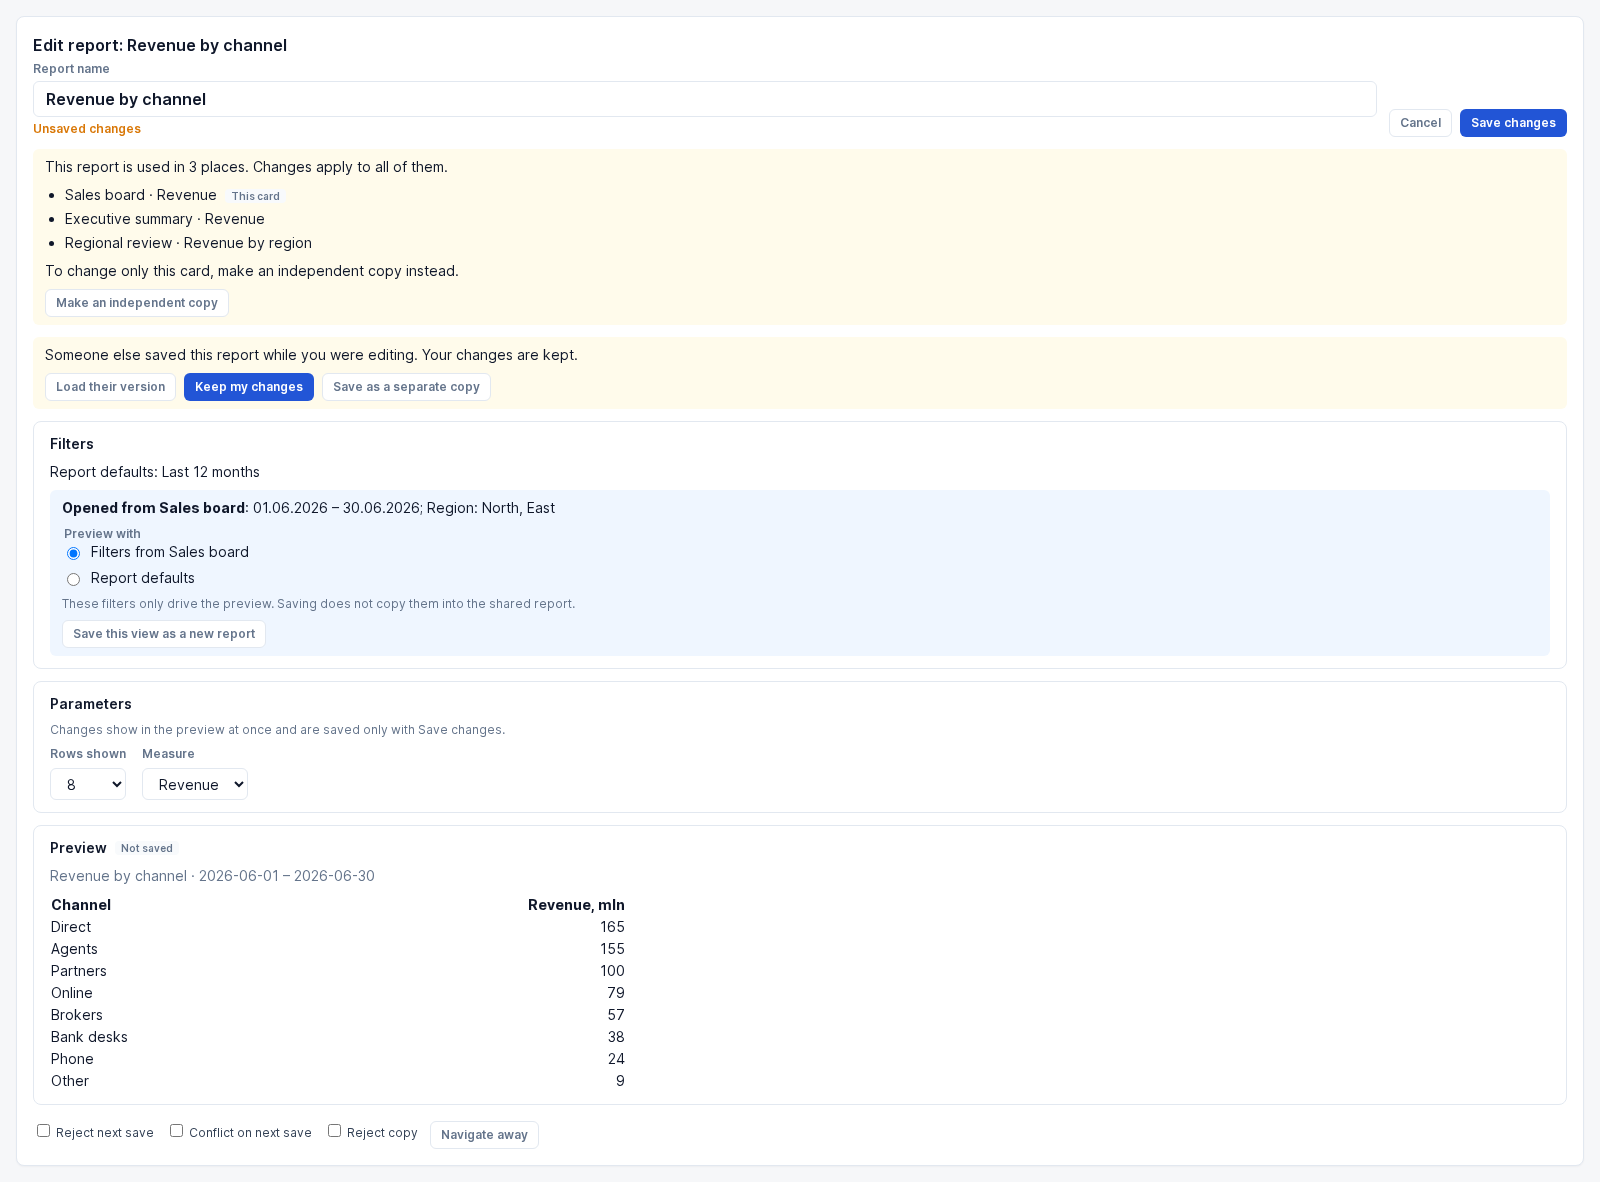 Edit report: Revenue by channel
Report name
Revenue by channel
Unsaved changes
Cancel
Save changes
This report is used in 3 places. Changes apply to all of them.
Sales board · Revenue This card
Executive summary · Revenue
Regional review · Revenue by region
To change only this card, make an independent copy instead.
Make an independent copy
Someone else saved this report while you were editing. Your changes are kept.
Load their version Keep my changes Save as a separate copy
Filters
Report defaults: Last 12 months
Opened from Sales board: 01.06.2026 – 30.06.2026; Region: North, East
Preview with
Filters from Sales board
Report defaults
These filters only drive the preview. Saving does not copy them into the shared report.
Save this view as a new report
Parameters
Changes show in the preview at once and are saved only with Save changes.
Rows shown Measure
8 Revenue
Preview Not saved
Revenue by channel · 2026-06-01 – 2026-06-30
Channel Revenue, mln
Direct 165
Agents 155
Partners 100
Online 79
Brokers 57
Bank desks 38
Phone 24
Other 9
Reject next save Conflict on next save Reject copy Navigate away